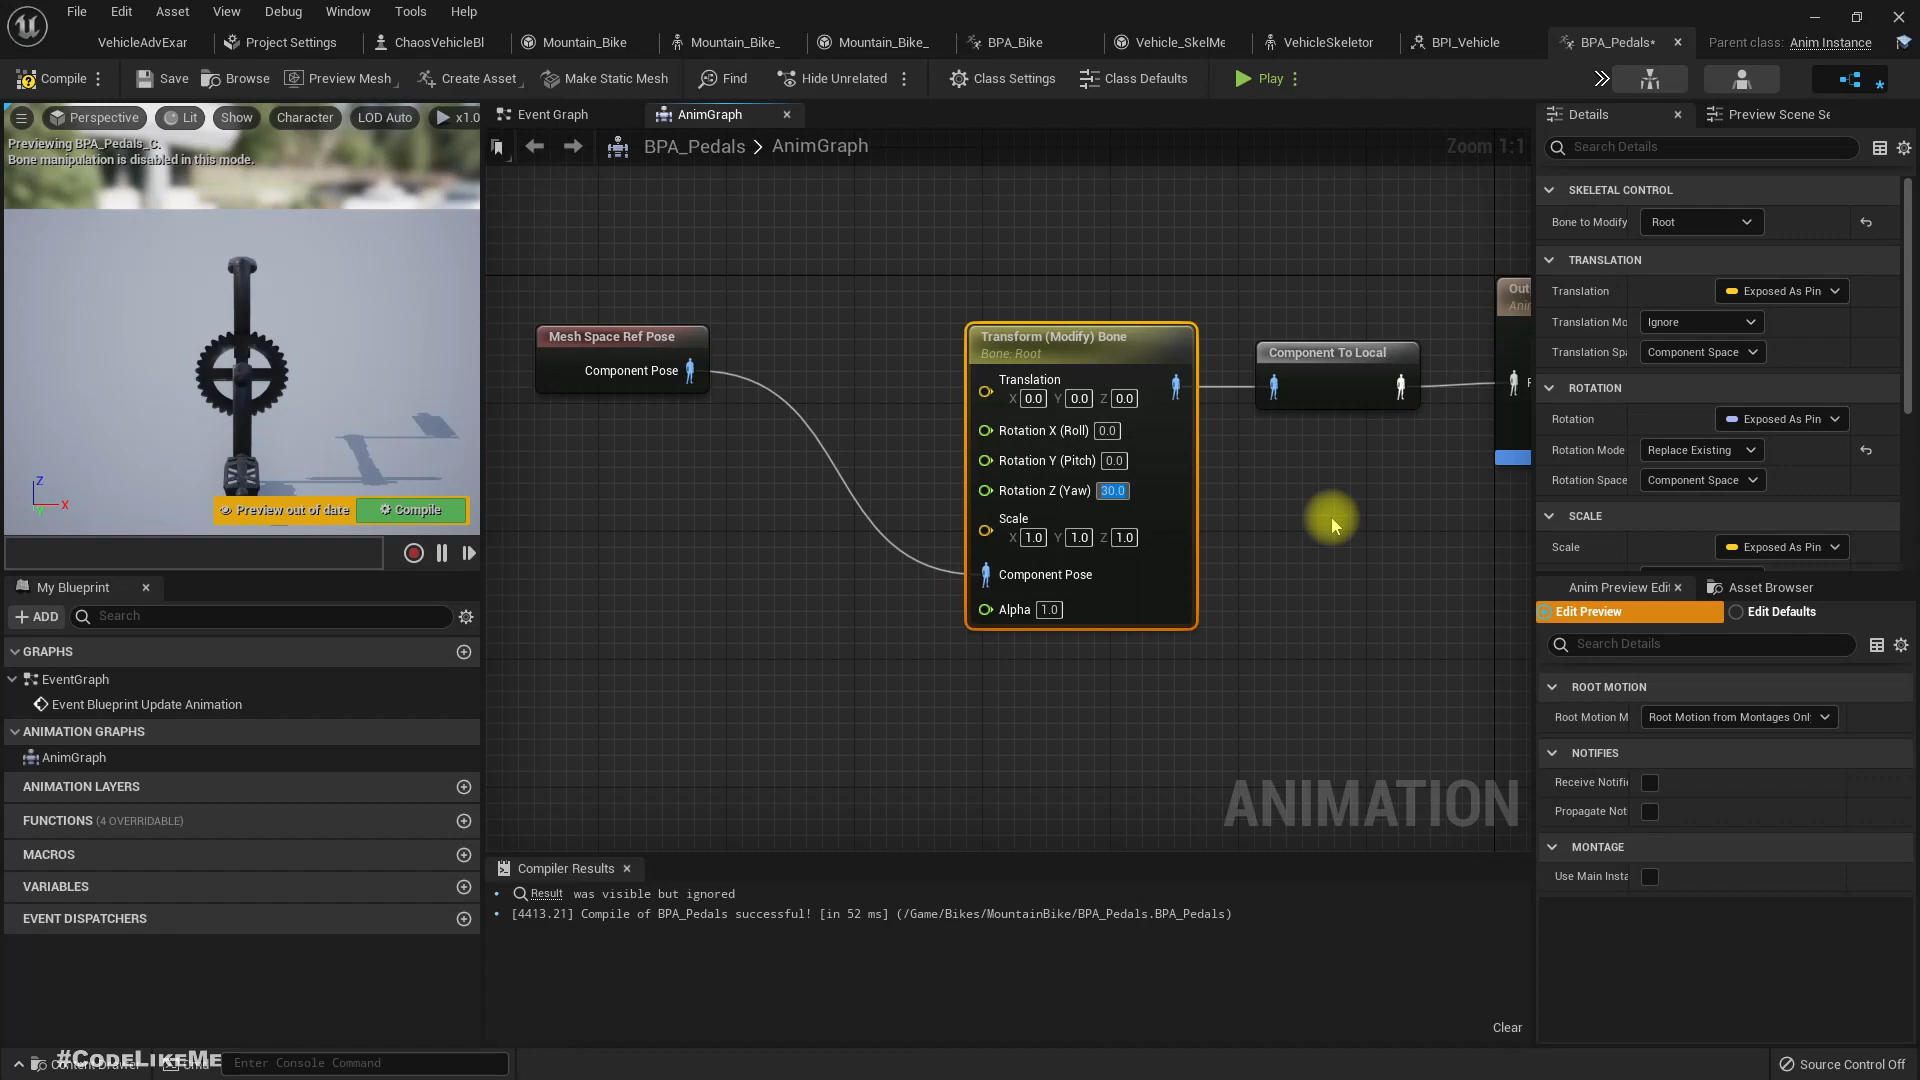 File Edit Asset View Debug Window Tools Help
VehicleAdvExar Project Settings ChaosVehicleBl Mountain_Bike Mountain_Bike_ Mountain_Bike_ BPA_Bike Vehicle_SkelMe VehicleSkeletor BPI_Vehicle BPA_Pedals* Parent class: Anim Instance
Compile Save Browse Preview Mesh Create Asset Make Static Mesh Find Hide Unrelated Class Settings Class Defaults Play
Perspective Lit Show Character LOD Auto x1.0
Previewing BPA_Pedals_C.
Bone manipulation is disabled in this mode.
Z
X
Preview out of date Compile
Event Graph AnimGraph
BPA_Pedals > AnimGraph Zoom 1:1
Mesh Space Ref Pose
Component Pose
Transform (Modify) Bone
Bone: Root
Translation
X 0.0 Y 0.0 Z 0.0
Rotation X (Roll) 0.0
Rotation Y (Pitch) 0.0
Rotation Z (Yaw) 30.0
Scale
X 1.0 Y 1.0 Z 1.0
Component Pose
Alpha 1.0
Component To Local
Out
Ani
ANIMATION
My Blueprint
ADD Search
GRAPHS
EventGraph
Event Blueprint Update Animation
ANIMATION GRAPHS
AnimGraph
ANIMATION LAYERS
FUNCTIONS (4 OVERRIDABLE)
MACROS
VARIABLES
EVENT DISPATCHERS
Compiler Results
Result was visible but ignored
[4413.21] Compile of BPA_Pedals successful! [in 52 ms] (/Game/Bikes/MountainBike/BPA_Pedals.BPA_Pedals)
Clear
Details Preview Scene Se
Search Details
SKELETAL CONTROL
Bone to Modify Root
TRANSLATION
Translation Exposed As Pin
Translation Mo Ignore
Translation Spa Component Space
ROTATION
Rotation Exposed As Pin
Rotation Mode Replace Existing
Rotation Space Component Space
SCALE
Scale Exposed As Pin
Anim Preview Edit Asset Browser
Edit Preview Edit Defaults
Search Details
ROOT MOTION
Root Motion M Root Motion from Montages Onl
NOTIFIES
Receive Notifi
Propagate Not
MONTAGE
Use Main Insta
#CodeLikeMe
Content Drawer Cmd Enter Console Command
Source Control Off